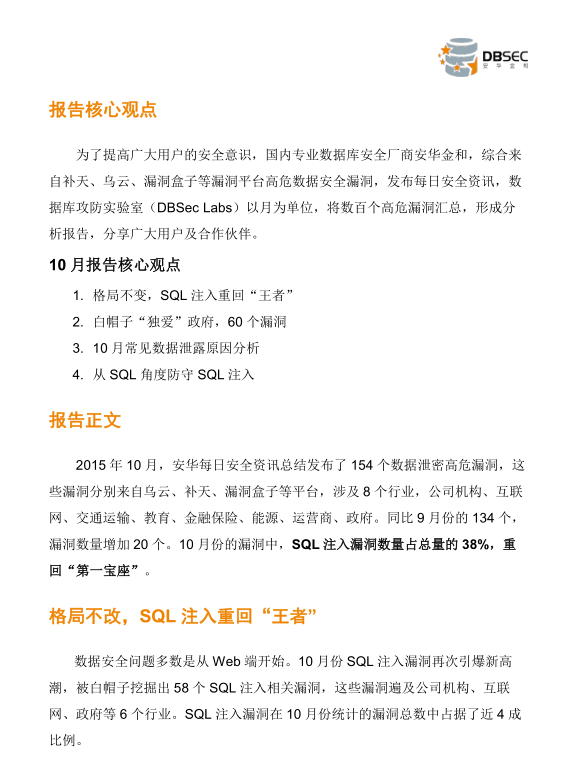 DBSEC
安华金和
报告核心观点
为了提高广大用户的安全意识，国内专业数据库安全厂商安华金和，综合来
自补天、乌云、漏洞盒子等漏洞平台高危数据安全漏洞，发布每日安全资讯，数
据库攻防实验室（DBSec Labs）以月为单位，将数百个高危漏洞汇总，形成分
析报告，分享广大用户及合作伙伴。
10 月报告核心观点
1. 格局不变，SQL 注入重回“王者”
2. 白帽子“独爱”政府，60 个漏洞
3. 10 月常见数据泄露原因分析
4. 从 SQL 角度防守 SQL 注入
报告正文
2015 年 10 月，安华每日安全资讯总结发布了 154 个数据泄密高危漏洞，这
些漏洞分别来自乌云、补天、漏洞盒子等平台，涉及 8 个行业，公司机构、互联
网、交通运输、教育、金融保险、能源、运营商、政府。同比 9 月份的 134 个，
漏洞数量增加 20 个。10 月份的漏洞中，SQL 注入漏洞数量占总量的 38%，重
回“第一宝座”。
格局不改，SQL 注入重回“王者”
数据安全问题多数是从 Web 端开始。10 月份 SQL 注入漏洞再次引爆新高
潮，被白帽子挖掘出 58 个 SQL 注入相关漏洞，这些漏洞遍及公司机构、互联
网、政府等 6 个行业。SQL 注入漏洞在 10 月份统计的漏洞总数中占据了近 4 成
比例。